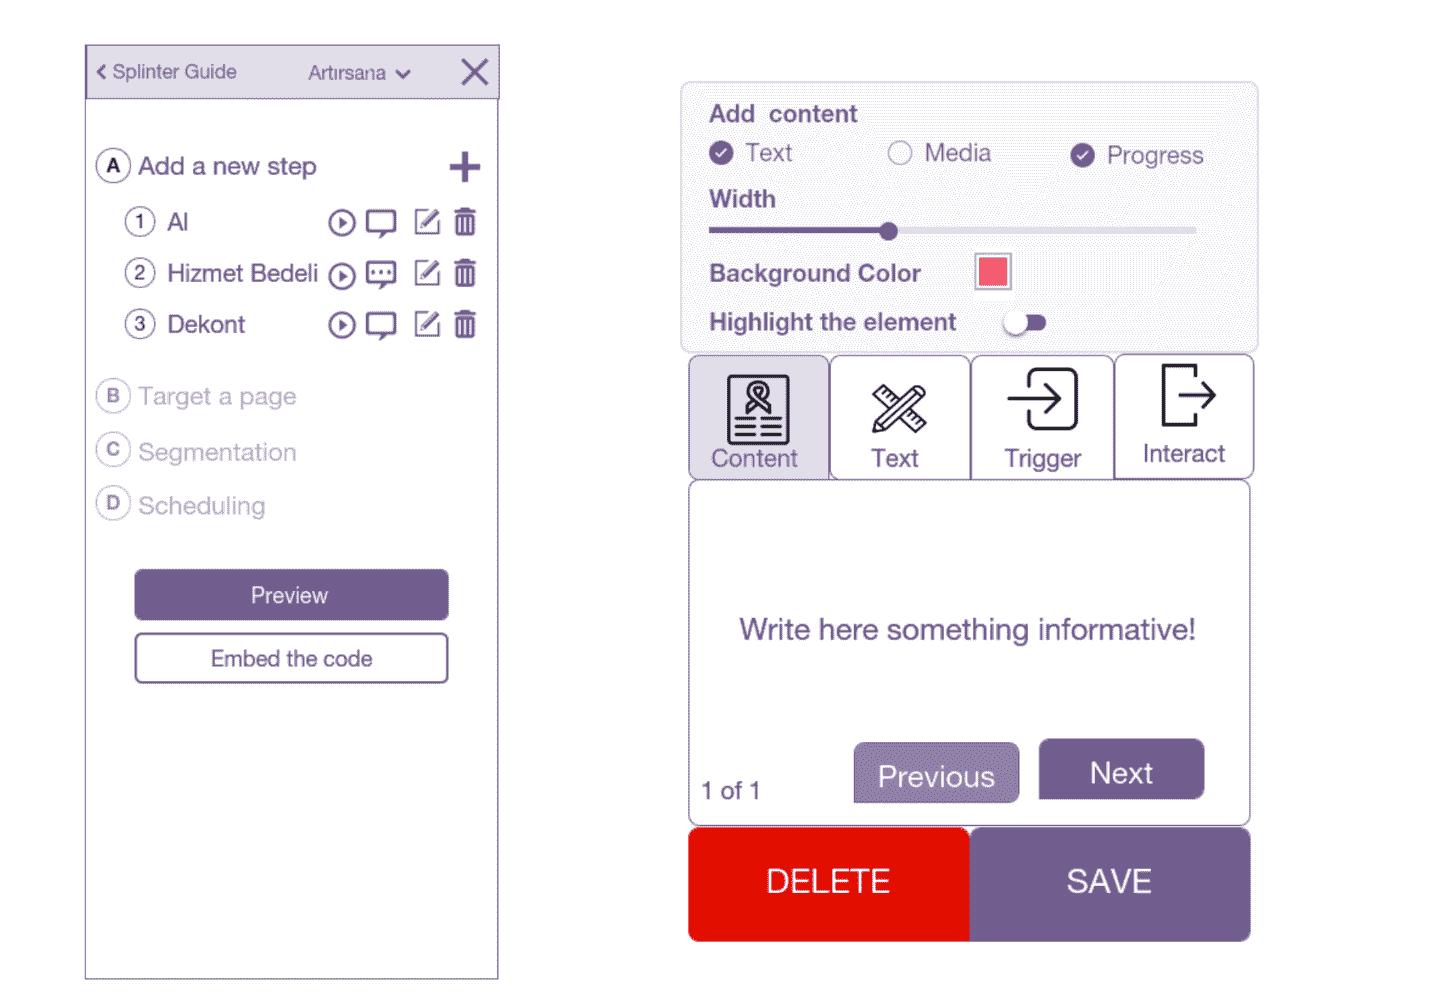 Splinter Guide Artırsana
A Add a new step
1 Al
2 Hizmet Bedeli
3 Dekont
B Target a page
C Segmentation
D Scheduling
Preview
Embed the code
Add content
Text Media Progress
Width
Background Color
Highlight the element
Content Text Trigger Interact
Write here something informative!
1 of 1 Previous Next
DELETE SAVE